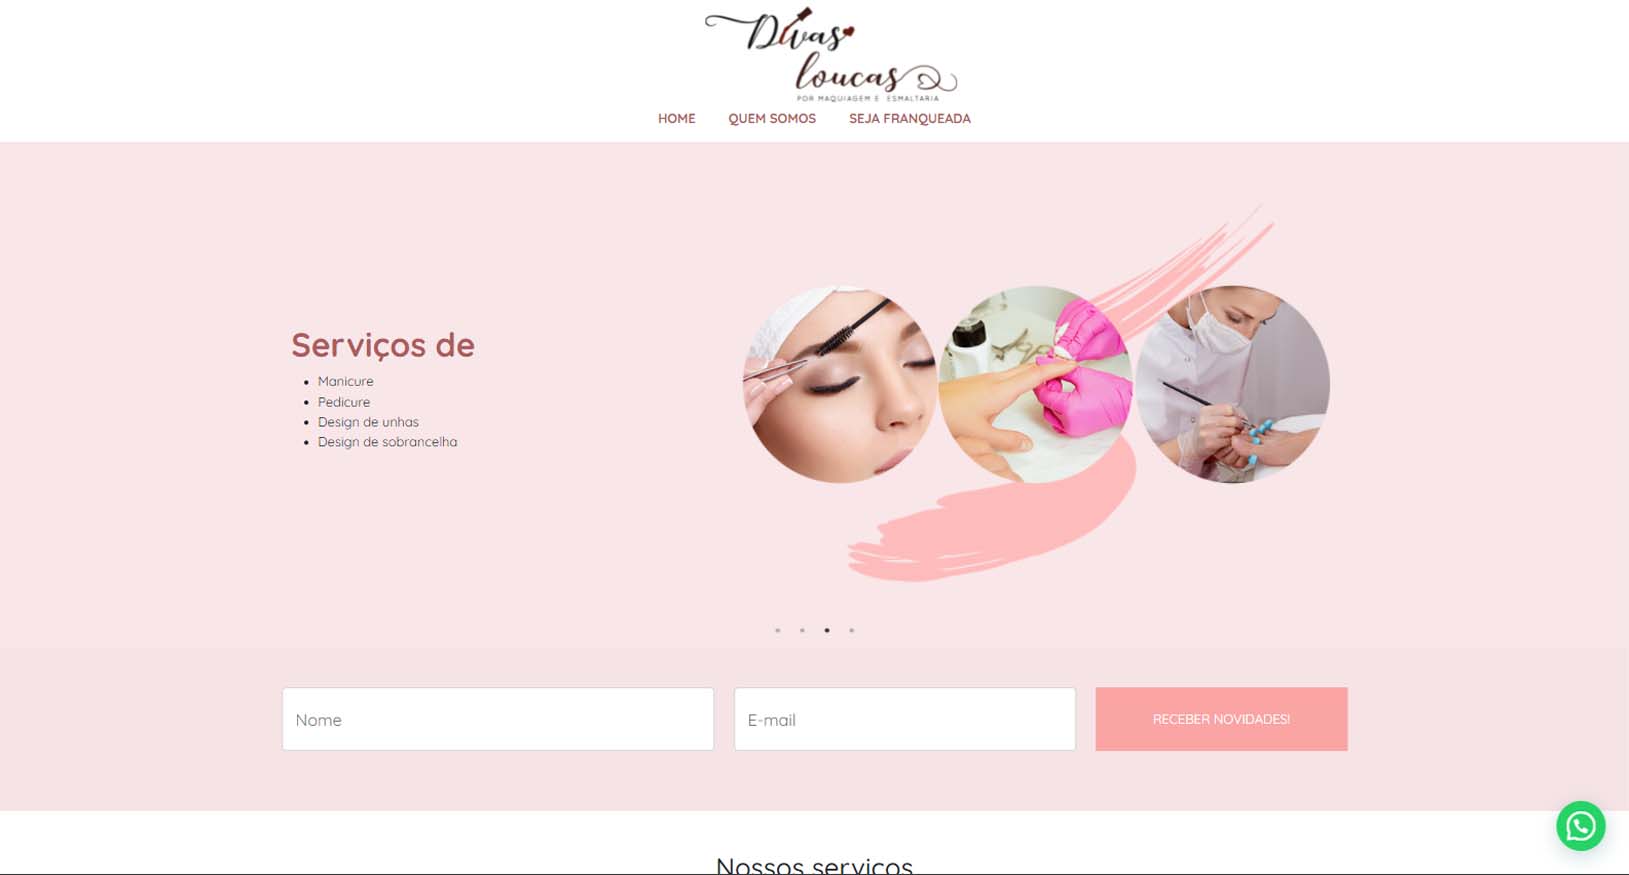 Divas
loucas
POR MAQUIAGEM E ESMALTARIA
HOME QUEM SOMOS SEJA FRANQUEADA
Serviços de
Manicure
Pedicure
Design de unhas
Design de sobrancelha
Nome E-mail RECEBER NOVIDADES!
Nossos serviços